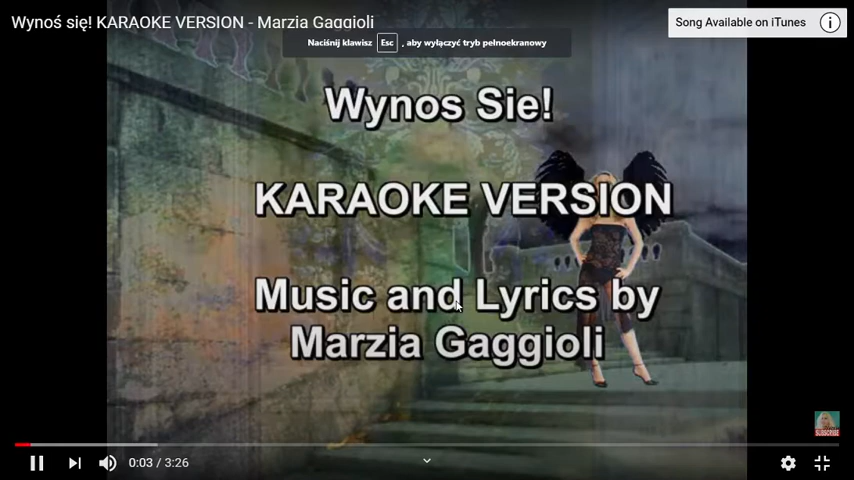 Wynoś się! KARAOKE VERSION - Marzia Gaggioli
Song Available on iTunes
Naciśnij klawisz Esc , aby wyłączyć tryb pełnoekranowy
Wynos Sie!
KARAOKE VERSION
Music and Lyrics by
Marzia Gaggioli
SUBSCRIBE
0:03 / 3:26